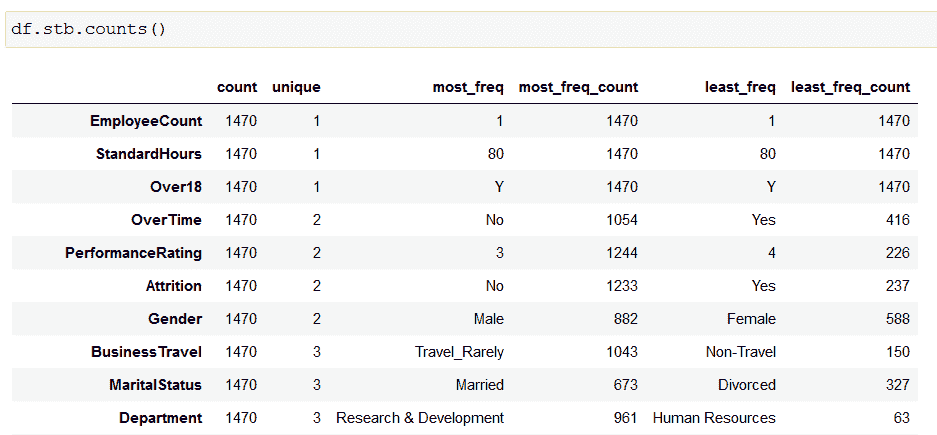 df.stb.counts()
count unique most_freq most_freq_count least_freq least_freq_count
EmployeeCount 1470 1 1 1470 1 1470
StandardHours 1470 1 80 1470 80 1470
Over18 1470 1 Y 1470 Y 1470
OverTime 1470 2 No 1054 Yes 416
PerformanceRating 1470 2 3 1244 4 226
Attrition 1470 2 No 1233 Yes 237
Gender 1470 2 Male 882 Female 588
BusinessTravel 1470 3 Travel_Rarely 1043 Non-Travel 150
MaritalStatus 1470 3 Married 673 Divorced 327
Department 1470 3 Research & Development 961 Human Resources 63